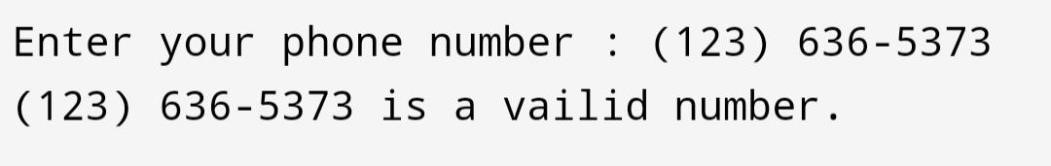 Enter your phone number : (123) 636-5373
(123) 636-5373 is a vailid number.